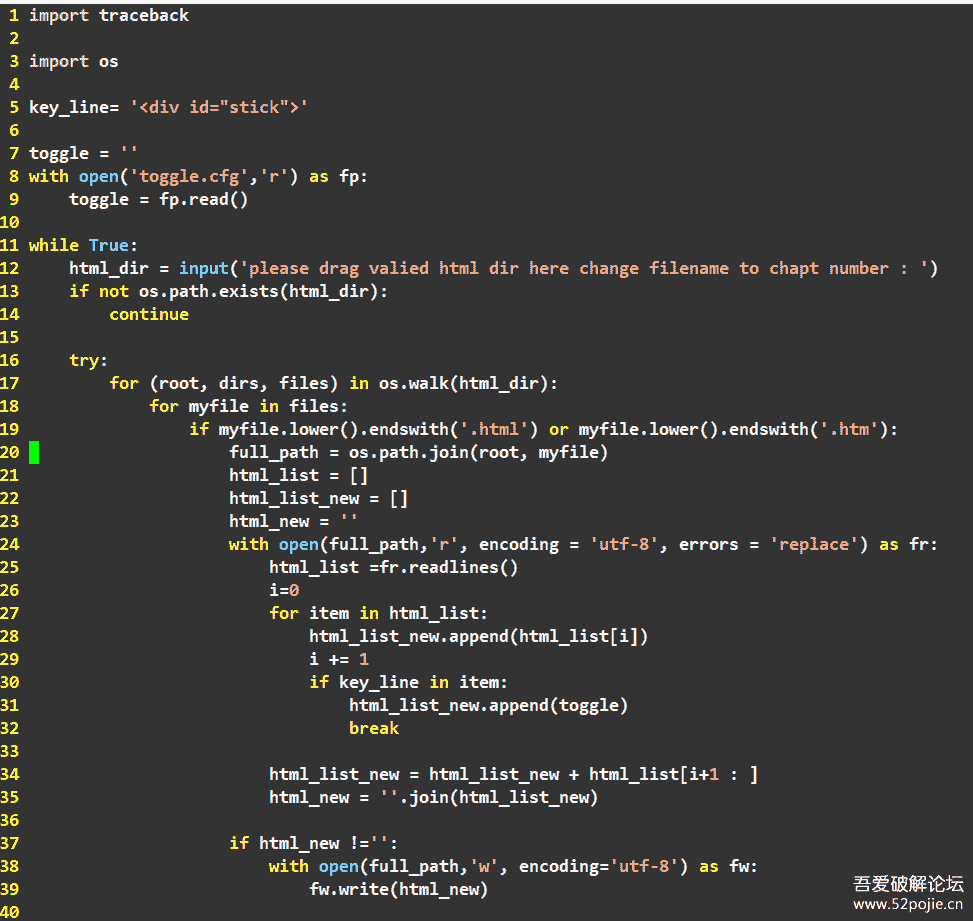 1 import traceback
2
3 import os
4
5 key_line= '<div id="stick">'
6
7 toggle = ''
8 with open('toggle.cfg','r') as fp:
9     toggle = fp.read()
10
11 while True:
12     html_dir = input('please drag valied html dir here change filename to chapt number : ')
13     if not os.path.exists(html_dir):
14         continue
15
16     try:
17         for (root, dirs, files) in os.walk(html_dir):
18             for myfile in files:
19                 if myfile.lower().endswith('.html') or myfile.lower().endswith('.htm'):
20                     full_path = os.path.join(root, myfile)
21                     html_list = []
22                     html_list_new = []
23                     html_new = ''
24                     with open(full_path,'r', encoding = 'utf-8', errors = 'replace') as fr:
25                         html_list =fr.readlines()
26                         i=0
27                         for item in html_list:
28                             html_list_new.append(html_list[i])
29                             i += 1
30                             if key_line in item:
31                                 html_list_new.append(toggle)
32                                 break
33
34                         html_list_new = html_list_new + html_list[i+1 : ]
35                         html_new = ''.join(html_list_new)
36
37                     if html_new !='':
38                         with open(full_path,'w', encoding='utf-8') as fw:
39                             fw.write(html_new)
40
吾爱破解论坛
www.52pojie.cn